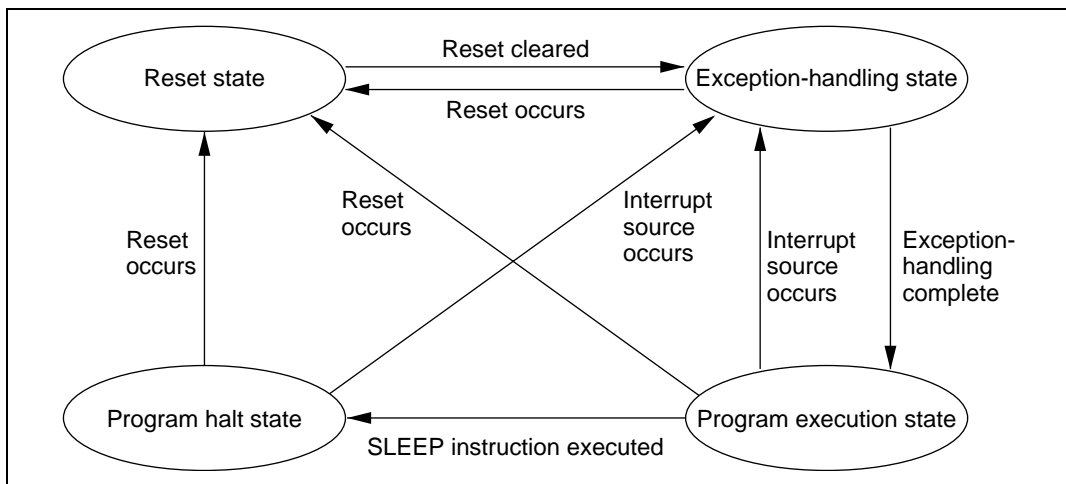 Reset cleared
Reset state
Exception-handling state
Reset occurs
Reset
occurs
Interrupt
source
occurs
Reset
occurs
Interrupt
source
occurs
Exception-
handling
complete
Program halt state
Program execution state
SLEEP instruction executed